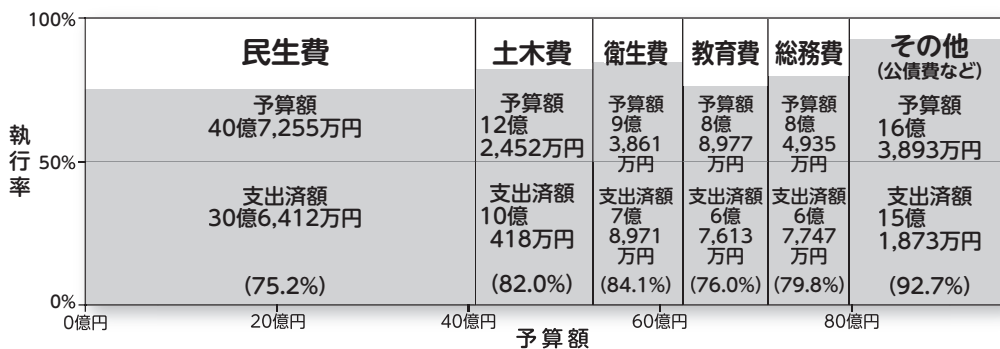 100%
50%
0%
執行率
民生費
予算額
40億7,255万円
支出済額
30億6,412万円
(75.2%)
土木費
予算額
12億
2,452万円
支出済額
10億
418万円
(82.0%)
衛生費
予算額
9億
3,861
万円
支出済額
7億
8,971
万円
(84.1%)
教育費
予算額
8億
8,977
万円
支出済額
6億
7,613
万円
(76.0%)
総務費
予算額
8億
4,935
万円
支出済額
6億
7,747
万円
(79.8%)
その他
(公債費など)
予算額
16億
3,893万円
支出済額
15億
1,873万円
(92.7%)
0億円
20億円
40億円
60億円
80億円
予算額